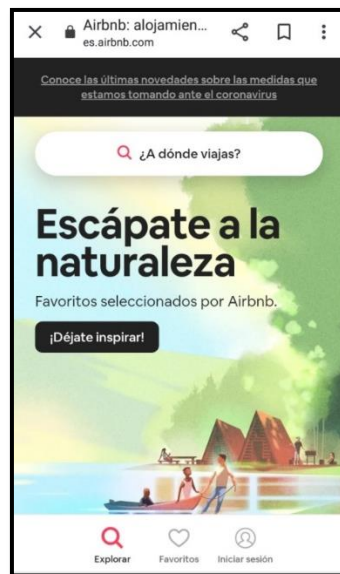 Airbnb: alojamien...
es.airbnb.com
Conoce las últimas novedades sobre las medidas que
estamos tomando ante el coronavirus
¿A dónde viajas?
Escápate a la
naturaleza
Favoritos seleccionados por Airbnb.
¡Déjate inspirar!
Explorar Favoritos Iniciar sesión